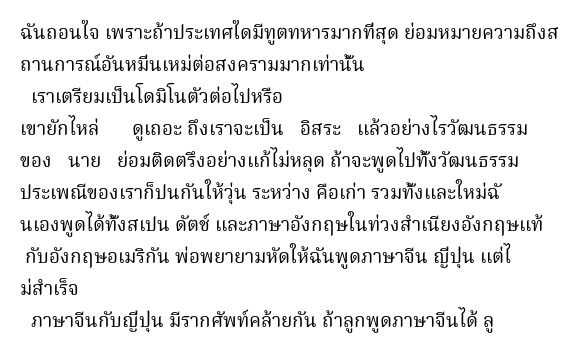 ฉันถอนใจ เพราะถ้าประเทศใดมีทูตทหารมากที่สุด ย่อมหมายความถึงส
ถานการณ์อันหมิ่นเหม่ต่อสงครามมากเท่านั้น
เราเตรียมเป็นโดมิโนตัวต่อไปหรือ
เขายักไหล่ ดูเถอะ ถึงเราจะเป็น อิสระ แล้วอย่างไรวัฒนธรรม
ของ นาย ย่อมติดตรึงอย่างแก้ไม่หลุด ถ้าจะพูดไปทั้งวัฒนธรรม
ประเพณีของเราก็ปนกันให้วุ่น ระหว่าง คือเก่า รวมทั้งและใหม่ฉั
นเองพูดได้ทั้งสเปน ดัตช์ และภาษาอังกฤษในท่วงสำเนียงอังกฤษแท้
กับอังกฤษอเมริกัน พ่อพยายามหัดให้ฉันพูดภาษาจีน ญี่ปุ่น แต่ไ
ม่สำเร็จ
ภาษาจีนกับญี่ปุ่น มีรากศัพท์คล้ายกัน ถ้าลูกพูดภาษาจีนได้ ลู